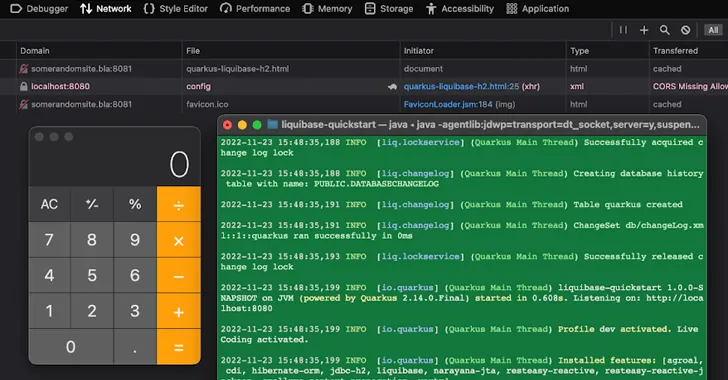 Debugger Network Style Editor Performance Memory Storage Accessibility Application
All
Domain File Initiator Type Transferred
somerandomsite.bla:8081 quarkus-liquibase-h2.html document html cached
localhost:8080 config quarkus-liquibase-h2.html:25 (xhr) xml CORS Missing Allow
somerandomsite.bla:8081 favicon.ico FaviconLoader.jsm:184 (img) html cached
liquibase-quickstart — java ◂ java -agentlib:jdwp=transport=dt_socket,server=y,suspen...
2022-11-23 15:48:35,188 INFO [liq.lockservice] (Quarkus Main Thread) Successfully acquired c
hange log lock
2022-11-23 15:48:35,188 INFO [liq.changelog] (Quarkus Main Thread) Creating database history
table with name: PUBLIC.DATABASECHANGELOG
2022-11-23 15:48:35,191 INFO [liq.changelog] (Quarkus Main Thread) Table quarkus created
2022-11-23 15:48:35,191 INFO [liq.changelog] (Quarkus Main Thread) ChangeSet db/changeLog.xm
l::1::quarkus ran successfully in 0ms
2022-11-23 15:48:35,193 INFO [liq.lockservice] (Quarkus Main Thread) Successfully released c
hange log lock
2022-11-23 15:48:35,199 INFO [io.quarkus] (Quarkus Main Thread) liquibase-quickstart 1.0.0-S
NAPSHOT on JVM (powered by Quarkus 2.14.0.Final) started in 0.608s. Listening on: http://loca
lhost:8080
2022-11-23 15:48:35,199 INFO [io.quarkus] (Quarkus Main Thread) Profile dev activated. Live
Coding activated.
2022-11-23 15:48:35,199 INFO [io.quarkus] (Quarkus Main Thread) Installed features: [agroal,
cdi, hibernate-orm, jdbc-h2, liquibase, narayana-jta, resteasy-reactive, resteasy-reactive-j
0
AC +/- % ÷
7 8 9 ×
4 5 6 −
1 2 3 +
0 . =